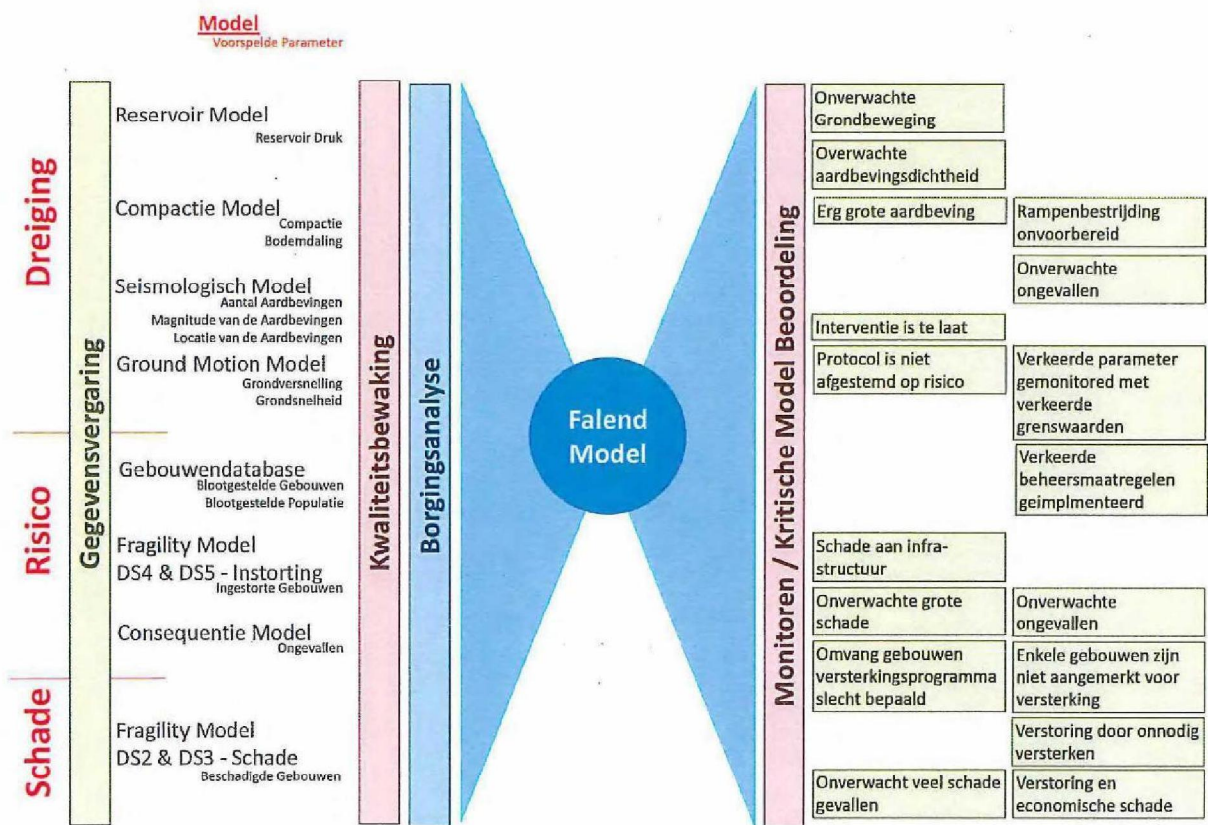 Model
Voorspelde Parameter
Dreiging
Risico
Schade
Gegevensvergaring
Reservoir Model
Reservoir Druk
Compactie Model
Compactie
Bodemdaling
Seismologisch Model
Aantal Aardbevingen
Magnitude van de Aardbevingen
Locatie van de Aardbevingen
Ground Motion Model
Grondversnelling
Grondsnelheid
Gebouwendatabase
Blootgestelde Gebouwen
Blootgestelde Populatie
Fragility Model
DS4 & DS5 - Instorting
Ingestorte Gebouwen
Consequentie Model
Ongevallen
Fragility Model
DS2 & DS3 - Schade
Beschadigde Gebouwen
Kwaliteitsbewaking
Borgingsanalyse
Falend
Model
Monitoren / Kritische Model Beoordeling
Onverwachte
Grondbeweging
Overwachte
aardbevingsdichtheid
Erg grote aardbeving
Rampenbestrijding
onvoorbereid
Onverwachte
ongevallen
Interventie is te laat
Protocol is niet
afgestemd op risico
Verkeerde parameter
gemonitored met
verkeerde
grenswaarden
Verkeerde
beheersmaatregelen
geimplmenteerd
Schade aan infra-
structuur
Onverwachte grote
schade
Onverwachte
ongevallen
Omvang gebouwen
versterkingsprogramma
slecht bepaald
Enkele gebouwen zijn
niet aangemerkt voor
versterking
Verstoring door onnodig
versterken
Onverwacht veel schade
gevallen
Verstoring en
economische schade